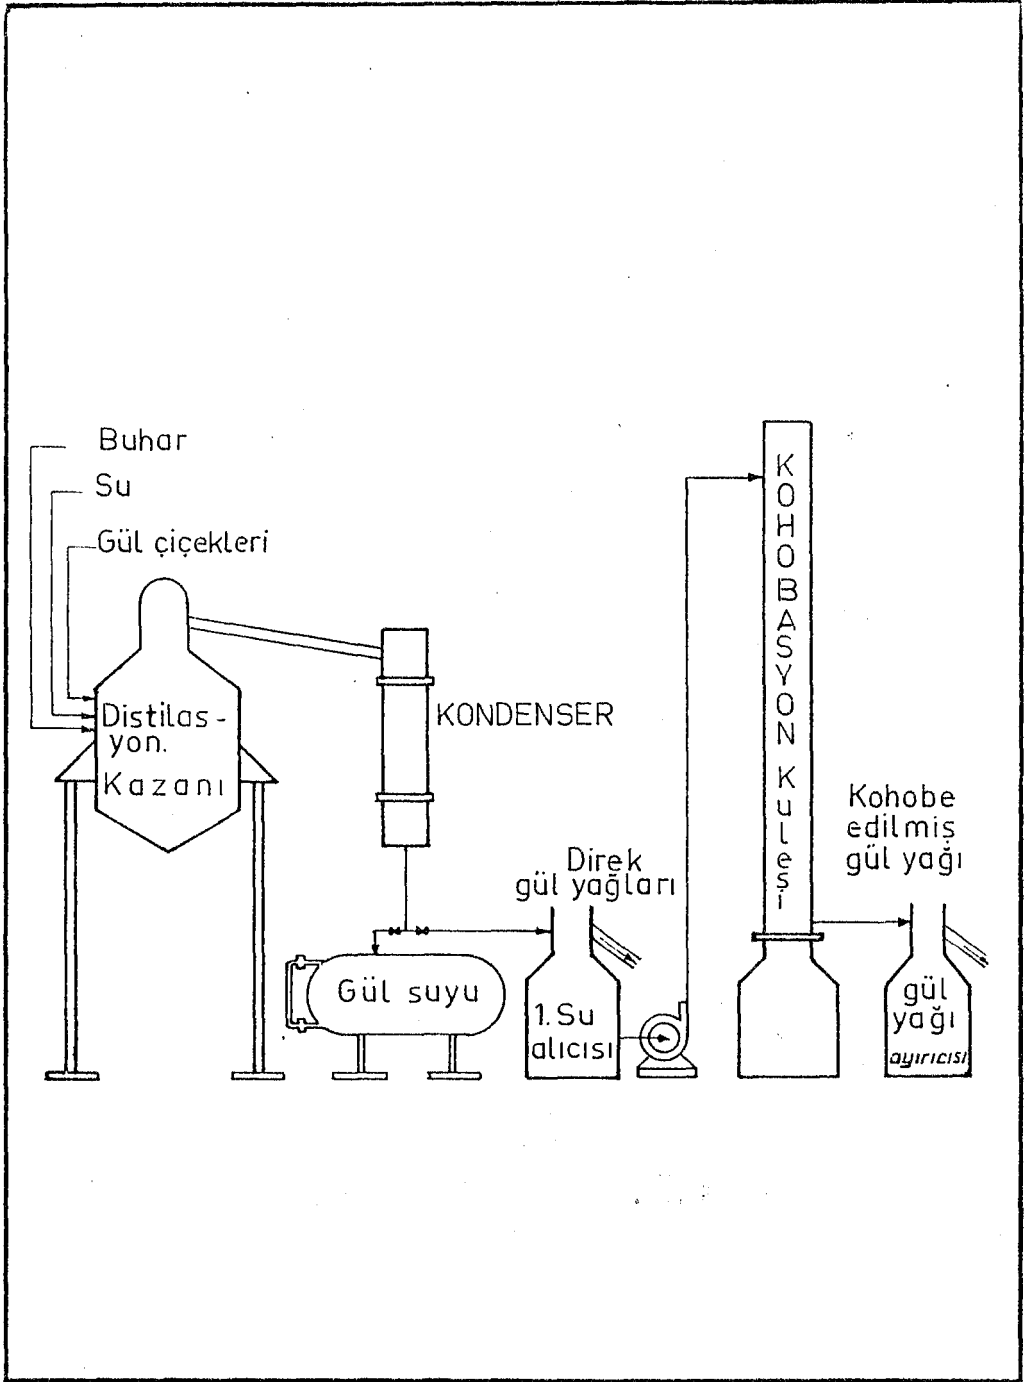 Buhar
Su
Gül çiçekleri
Distilas-
yon.
Kazanı
KONDENSER
Gül suyu
Direk
gül yağları
1. Su
alıcısı
KOHOBASYON Kulesi
Kohobe
edilmiş
gül yağı
gül
yağı
ayırıcısı